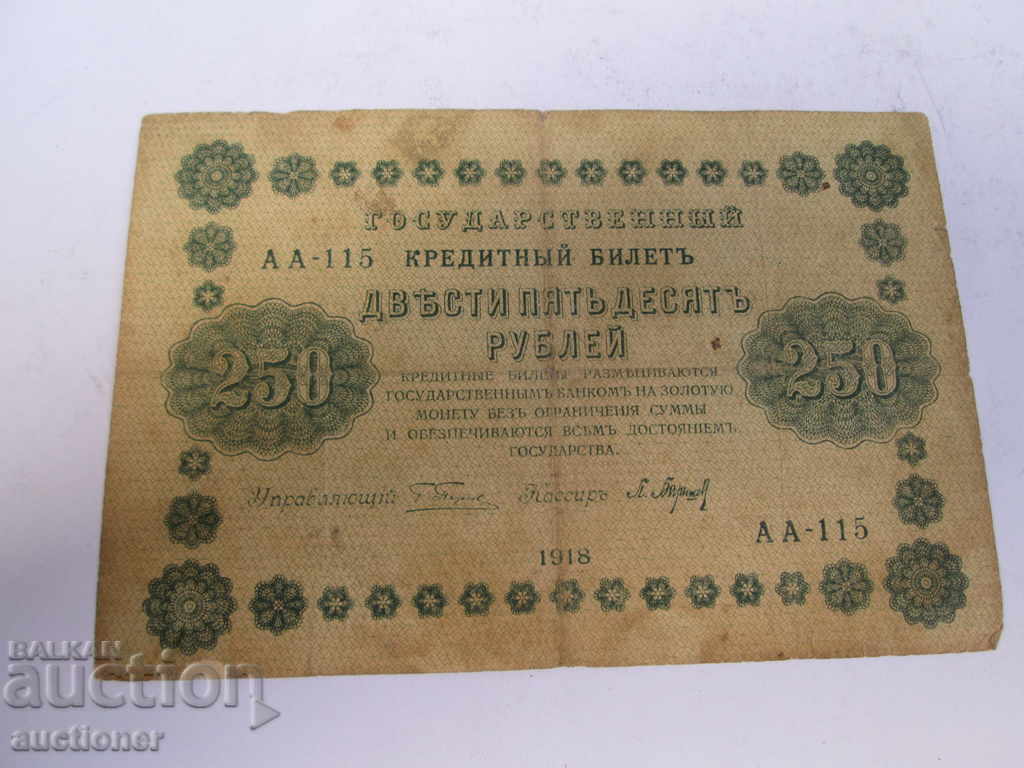 ГОСУДАРСТВЕННЫЙ
АА-115 КРЕДИТНЫЙ БИЛЕТЪ
ДВѢСТИ ПЯТЬДЕСЯТЪ
РУБЛЕЙ
250
250
КРЕДИТНЫЕ БИЛЕТЫ РАЗМѢНИВАЮТСЯ
ГОСУДАРСТВЕННЫМЪ БАНКОМЪ НА ЗОЛОТУЮ
МОНЕТУ БЕЗЪ ОГРАНИЧЕНІЯ СУММЫ
И ОБЕЗПЕЧИВАЮТСЯ ВСѢМЪ ДОСТОЯНІЕМЪ
ГОСУДАРСТВА.
Управляющій Кассиръ
АА-115
1918
BALKAN
auction
auctioner